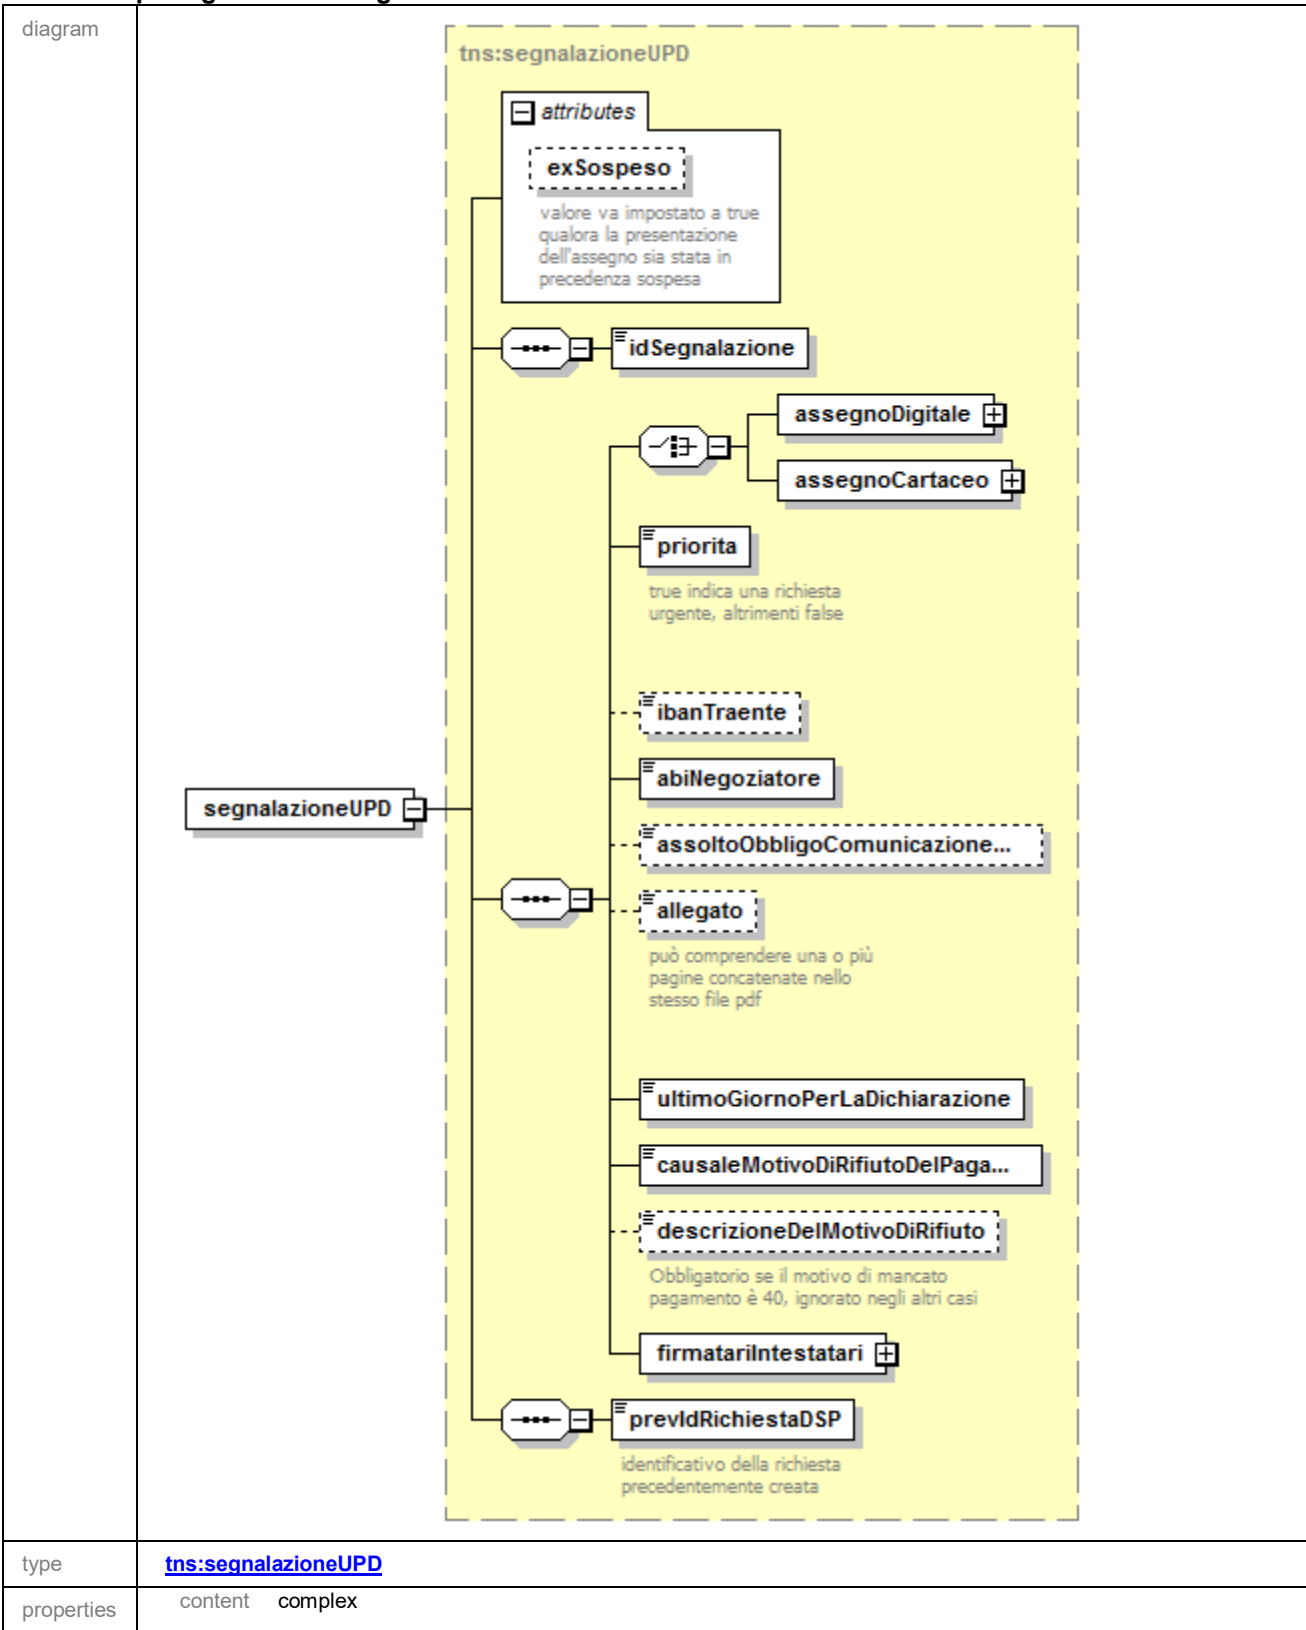 diagram
tns:segnalazioneUPD
attributes
exSospeso
valore va impostato a true
qualora la presentazione
dell'assegno sia stata in
precedenza sospesa
idSegnalazione
assegnoDigitale
assegnoCartaceo
priorita
true indica una richiesta
urgente, altrimenti false
ibanTraente
abiNegoziatore
segnalazioneUPD
assoltoObbligoComunicazione...
allegato
può comprendere una o più
pagine concatenate nello
stesso file pdf
ultimoGiornoPerLaDichiarazione
causaleMotivoDiRifiutoDelPaga...
descrizioneDelMotivoDiRifiuto
Obbligatorio se il motivo di mancato
pagamento è 40, ignorato negli altri casi
firmatariIntestatari
prevIdRichiestaDSP
identificativo della richiesta
precedentemente creata
type tns:segnalazioneUPD
properties content complex